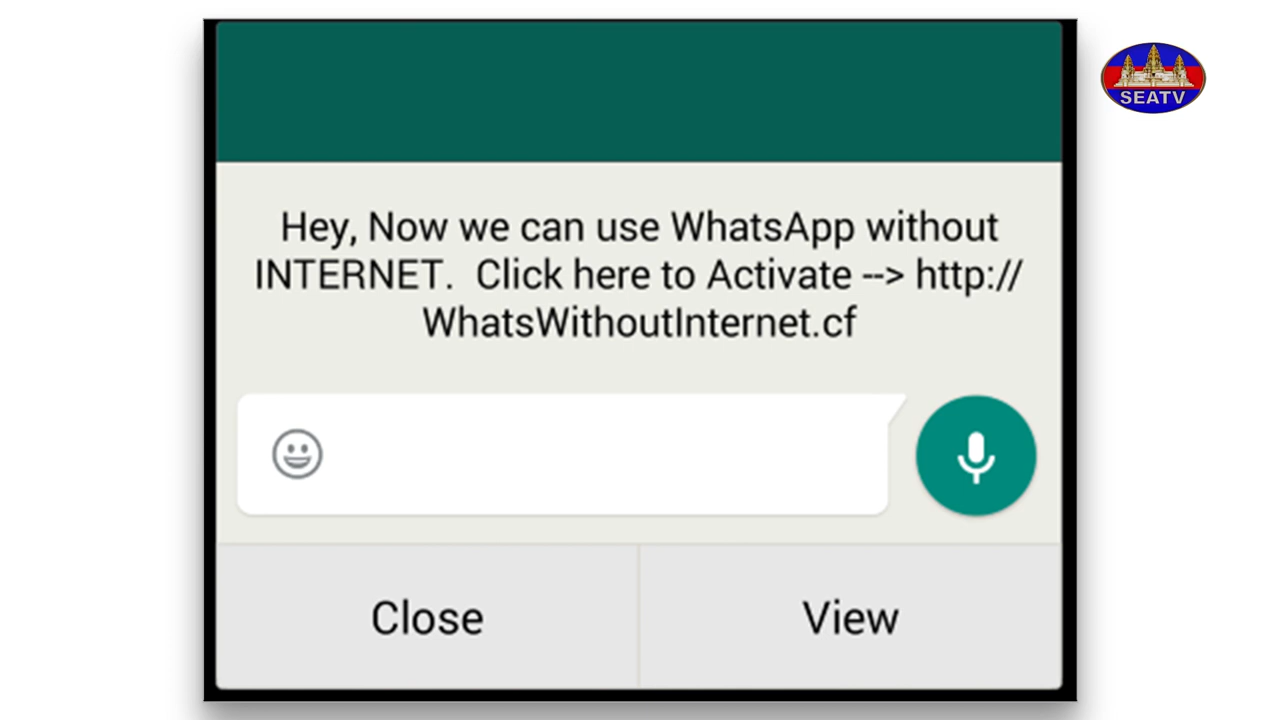 SEATV
Hey, Now we can use WhatsApp without
INTERNET.  Click here to Activate --> http://
WhatsWithoutInternet.cf
Close
View